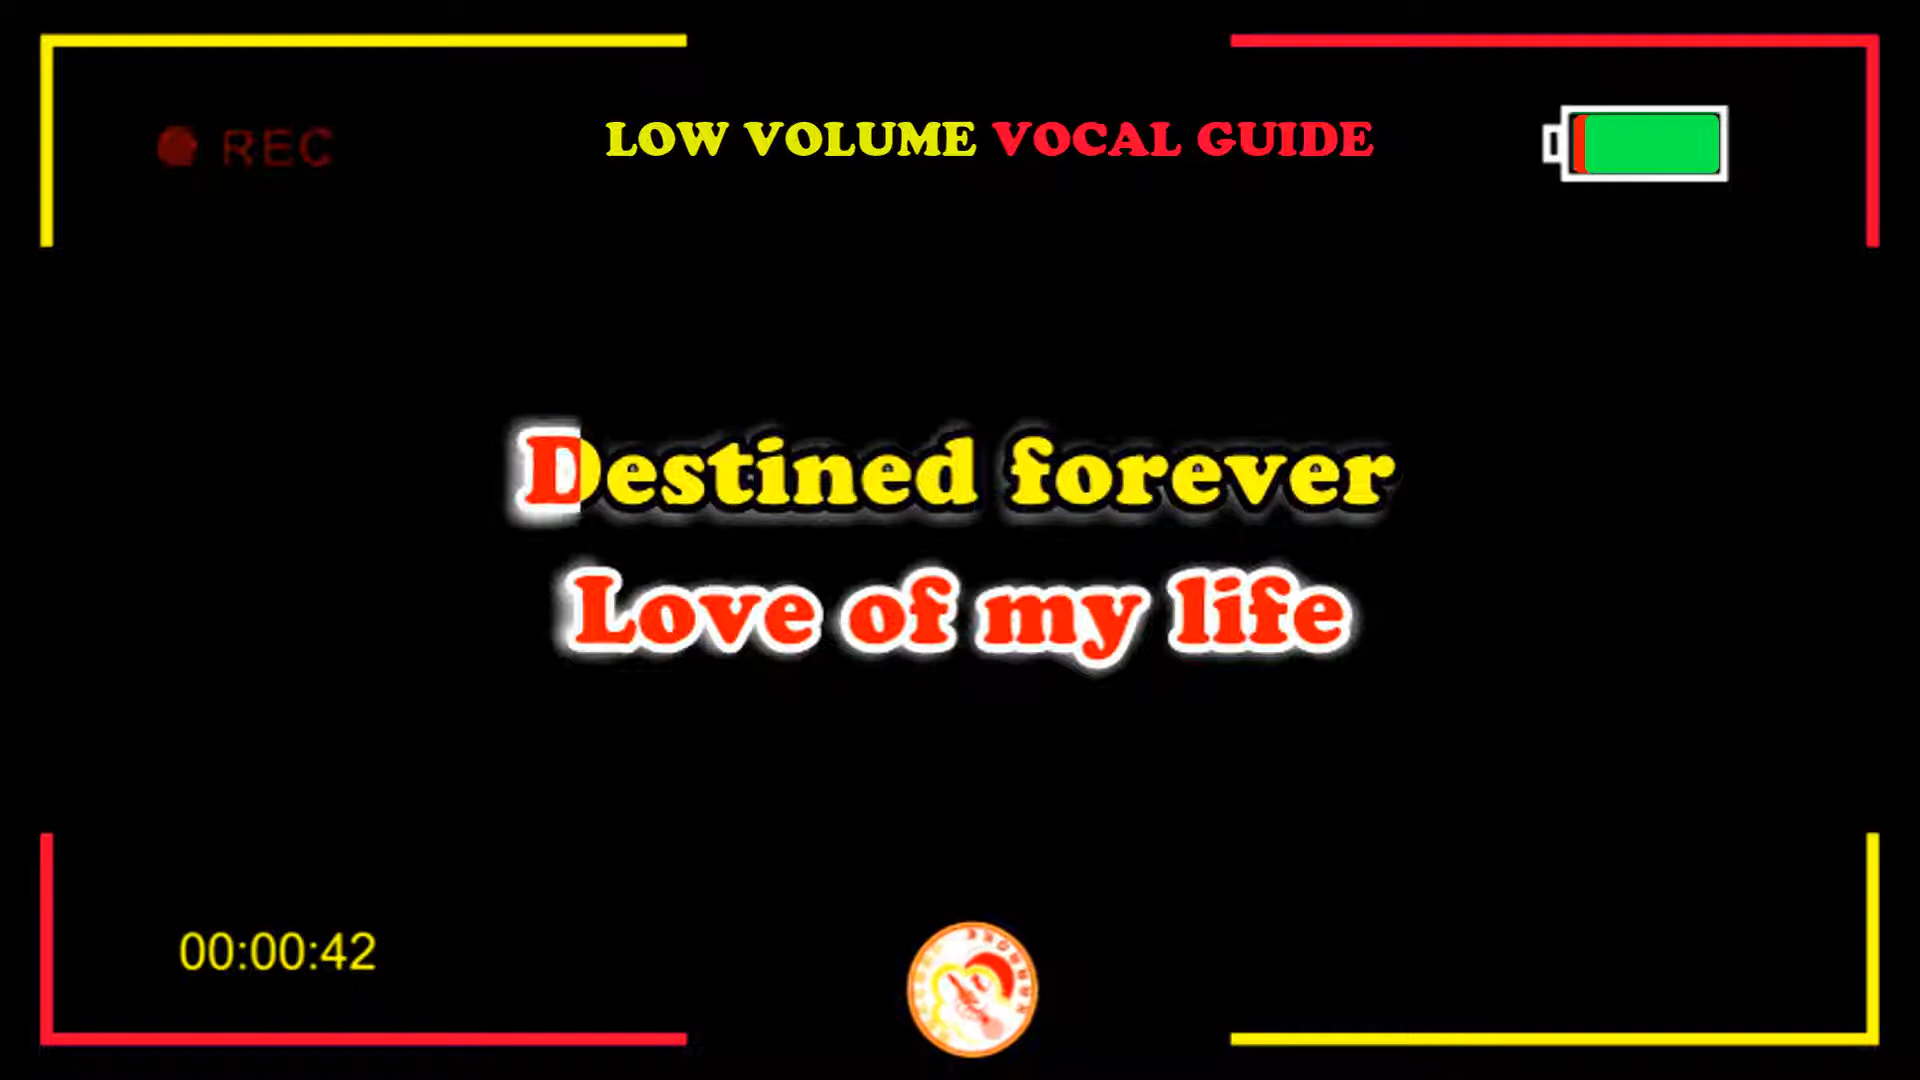 REC
LOW VOLUME VOCAL GUIDE
Destined forever
Love of my life
00:00:42